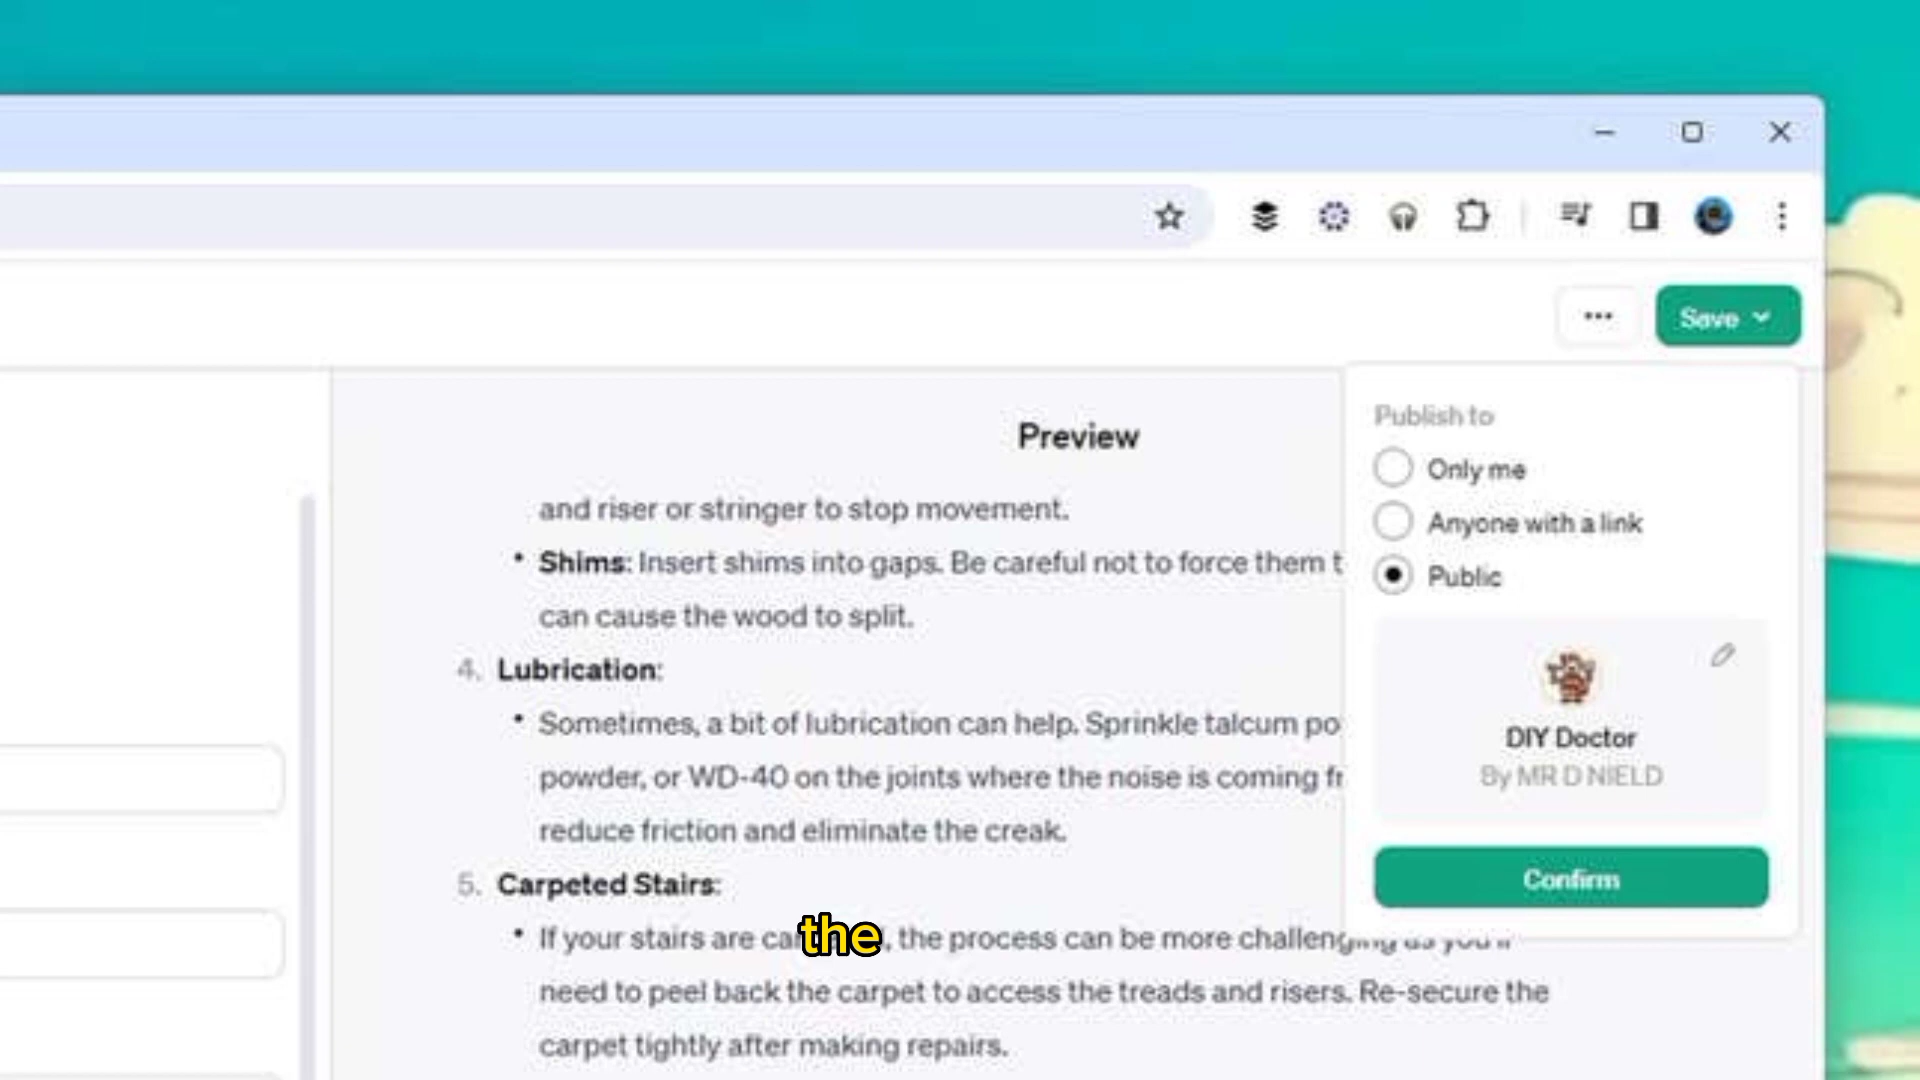 Save
Preview
Publish to
Only me
Anyone with a link
Public
and riser or stringer to stop movement.
• Shims: Insert shims into gaps. Be careful not to force them
can cause the wood to split.
4. Lubrication:
• Sometimes, a bit of lubrication can help. Sprinkle talcum
powder, or WD-40 on the joints where the noise is coming
reduce friction and eliminate the creak.
DIY Doctor
By MR D NIELD
Confirm
5. Carpeted Stairs:
• If your stairs are the, the process can be more challenging as you'll
need to peel back the carpet to access the treads and risers. Re-secure the
carpet tightly after making repairs.